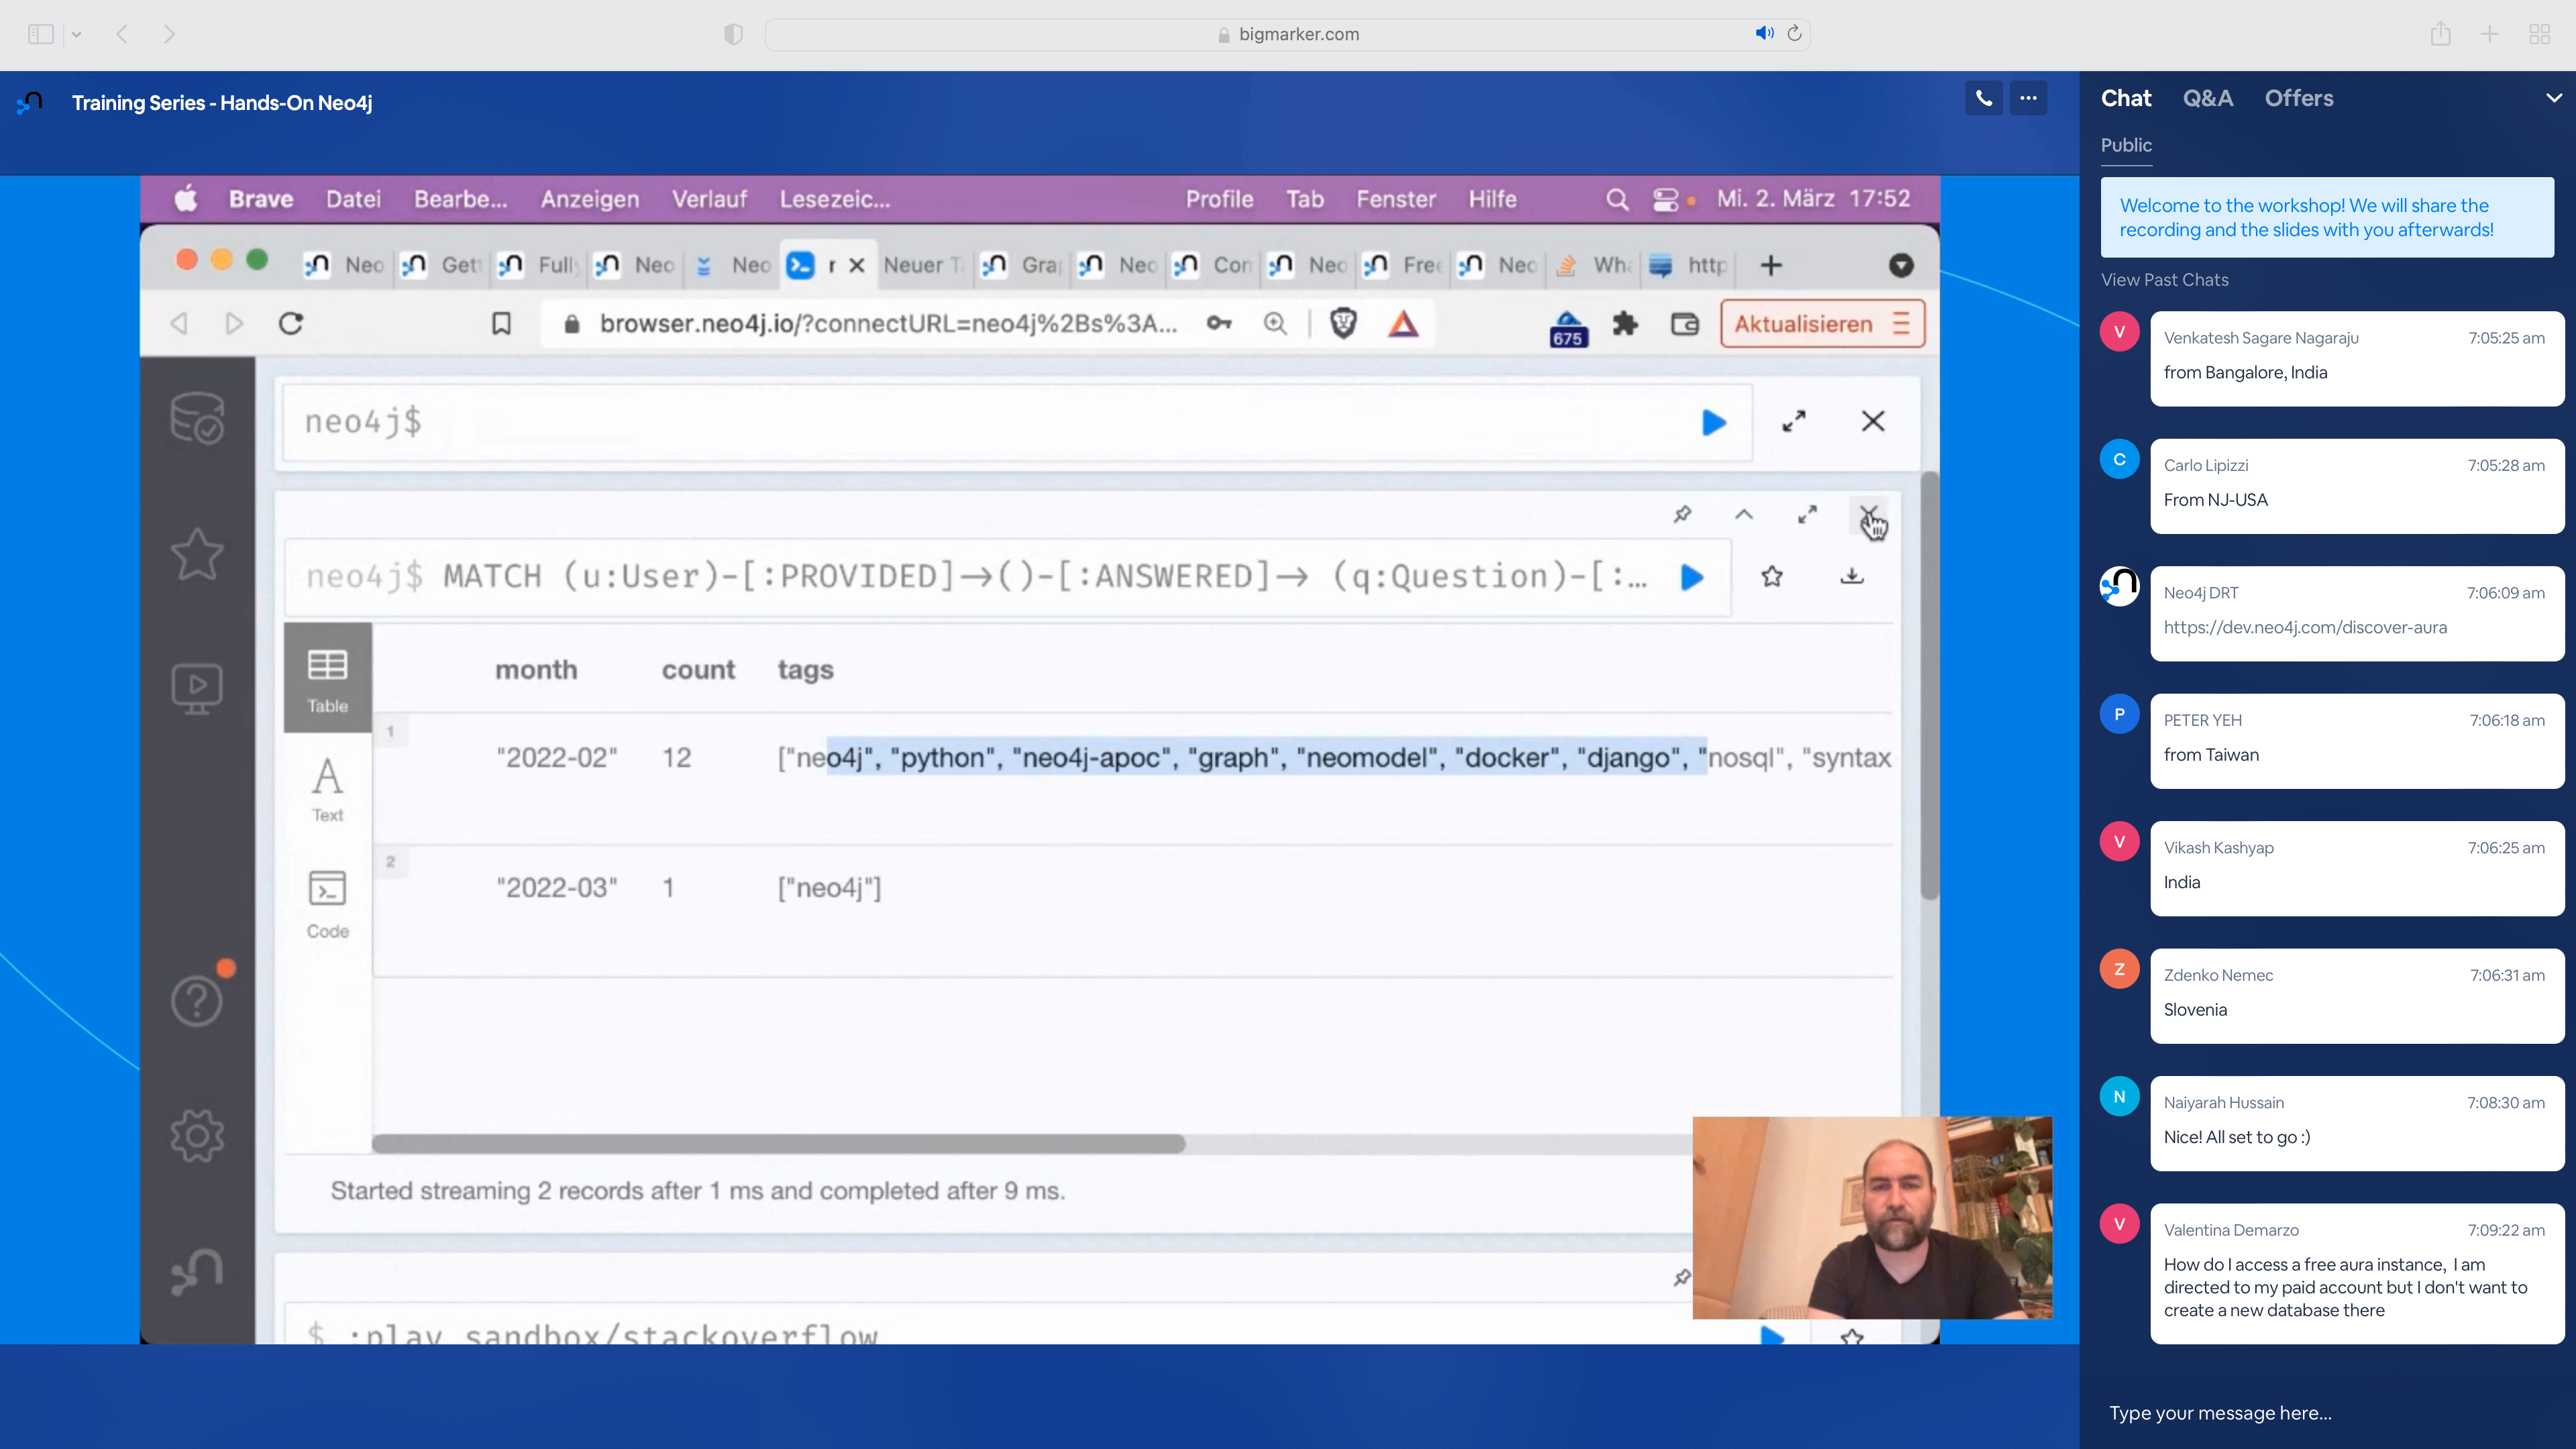 bigmarker.com
Training Series - Hands-On Neo4j
Brave Datei Bearbe... Anzeigen Verlauf Lesezeic... Profile Tab Fenster Hilfe Mi. 2. März 17:52
Neo Gett Fully Neo Neo r Neuer Ta Gra Neo Con Neo Free Neo Wha http
browser.neo4j.io/?connectURL=neo4j%2Bs%3A... 675 Aktualisieren
neo4j$
neo4j$ MATCH (u:User)-[:PROVIDED]→()-[:ANSWERED]→ (q:Question)-[:…
Table
Text
Code
month count tags
1
"2022-02" 12 ["neo4j", "python", "neo4j-apoc", "graph", "neomodel", "docker", "django", "nosql", "syntax
2
"2022-03" 1 ["neo4j"]
Started streaming 2 records after 1 ms and completed after 9 ms.
$ :play sandbox/stackoverflow
Chat Q&A Offers
Public
Welcome to the workshop! We will share the
recording and the slides with you afterwards!
View Past Chats
V
Venkatesh Sagare Nagaraju 7:05:25 am
from Bangalore, India
C
Carlo Lipizzi 7:05:28 am
From NJ-USA
Neo4j DRT 7:06:09 am
https://dev.neo4j.com/discover-aura
P
PETER YEH 7:06:18 am
from Taiwan
V
Vikash Kashyap 7:06:25 am
India
Z
Zdenko Nemec 7:06:31 am
Slovenia
N
Naiyarah Hussain 7:08:30 am
Nice! All set to go :)
V
Valentina Demarzo 7:09:22 am
How do I access a free aura instance, I am
directed to my paid account but I don't want to
create a new database there
Type your message here...